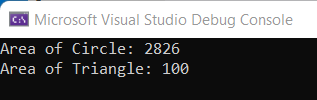 Microsoft Visual Studio Debug Console
Area of Circle: 2826
Area of Triangle: 100